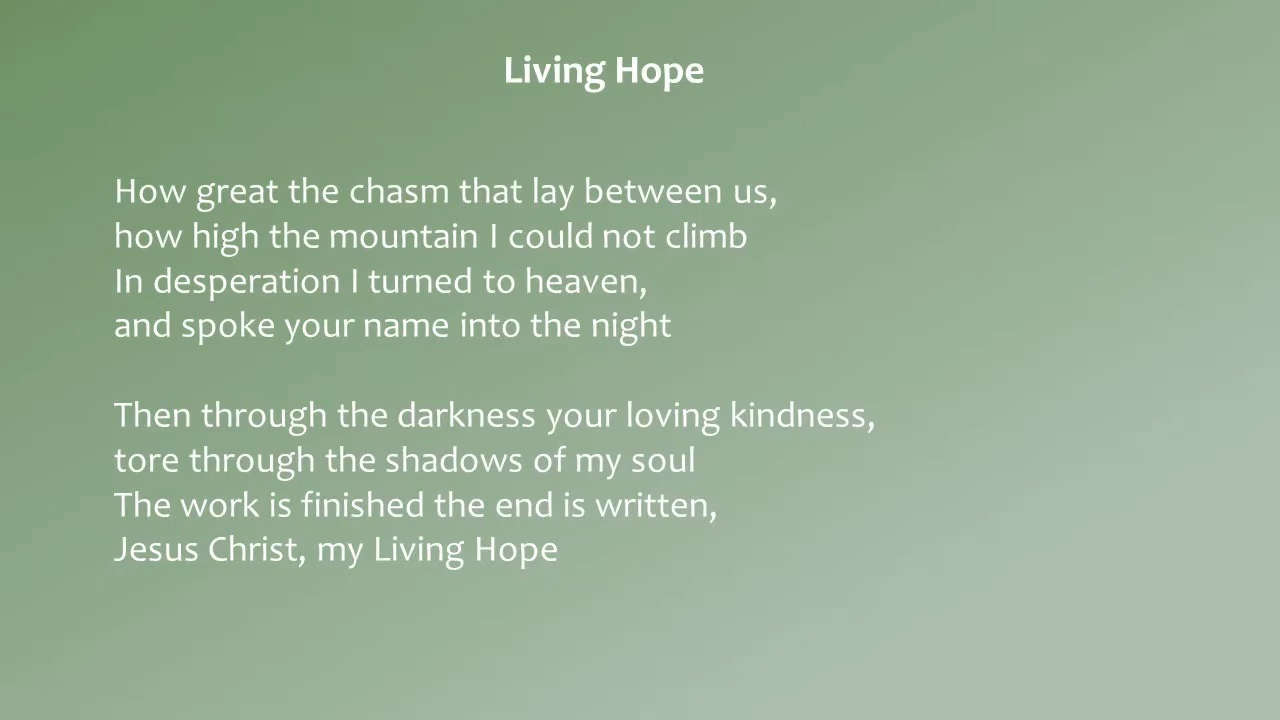 Living Hope
How great the chasm that lay between us,
how high the mountain I could not climb
In desperation I turned to heaven,
and spoke your name into the night
Then through the darkness your loving kindness,
tore through the shadows of my soul
The work is finished the end is written,
Jesus Christ, my Living Hope